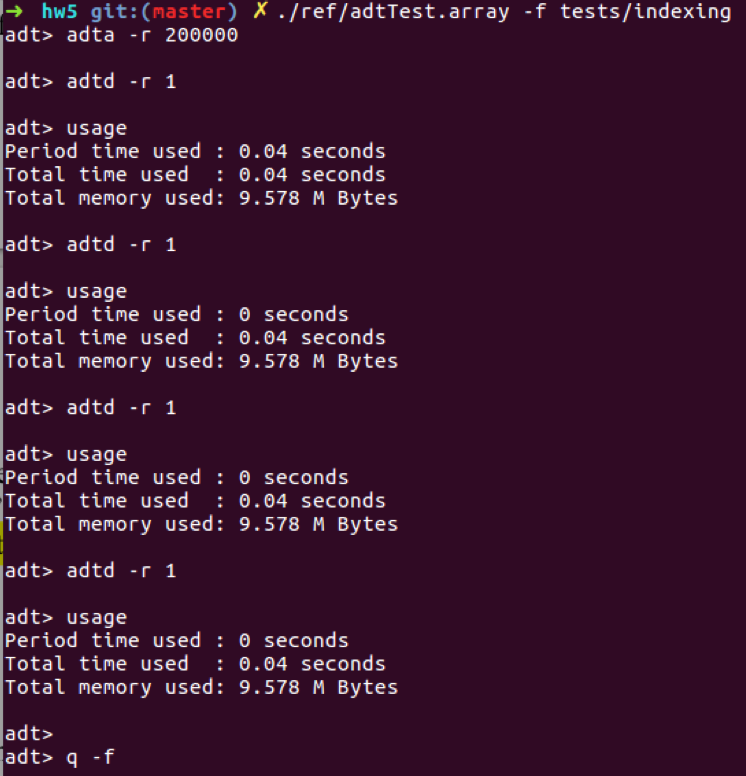 → hw5 git:(master) ✗ ./ref/adtTest.array -f tests/indexing
adt> adta -r 200000
adt> adtd -r 1
adt> usage
Period time used : 0.04 seconds
Total time used  : 0.04 seconds
Total memory used: 9.578 M Bytes
adt> adtd -r 1
adt> usage
Period time used : 0 seconds
Total time used  : 0.04 seconds
Total memory used: 9.578 M Bytes
adt> adtd -r 1
adt> usage
Period time used : 0 seconds
Total time used  : 0.04 seconds
Total memory used: 9.578 M Bytes
adt> adtd -r 1
adt> usage
Period time used : 0 seconds
Total time used  : 0.04 seconds
Total memory used: 9.578 M Bytes
adt>
adt> q -f